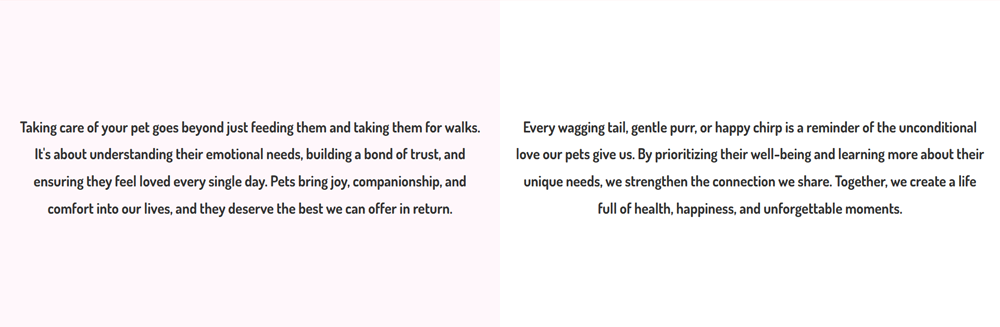 Taking care of your pet goes beyond just feeding them and taking them for walks.
It's about understanding their emotional needs, building a bond of trust, and
ensuring they feel loved every single day. Pets bring joy, companionship, and
comfort into our lives, and they deserve the best we can offer in return.
Every wagging tail, gentle purr, or happy chirp is a reminder of the unconditional
love our pets give us. By prioritizing their well-being and learning more about their
unique needs, we strengthen the connection we share. Together, we create a life
full of health, happiness, and unforgettable moments.